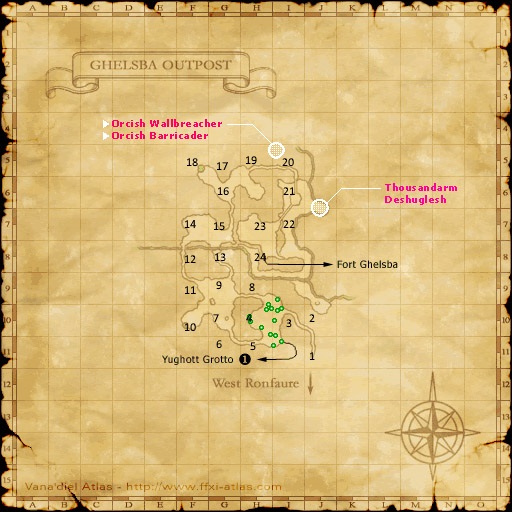 A B C D E F G H I J K L M N O
GHELSBA OUTPOST
Orcish Wallbreacher
Orcish Barricader
18 17 19 20
Thousandarm
Deshuglesh
16 21
14 15 23 22
12 13 24
Fort Ghelsba
11 9 8
10 7 4 3 2
6 5 1
Yughott Grotto 1
West Ronfaure
Vana'diel Atlas - http://www.ffxi-atlas.com